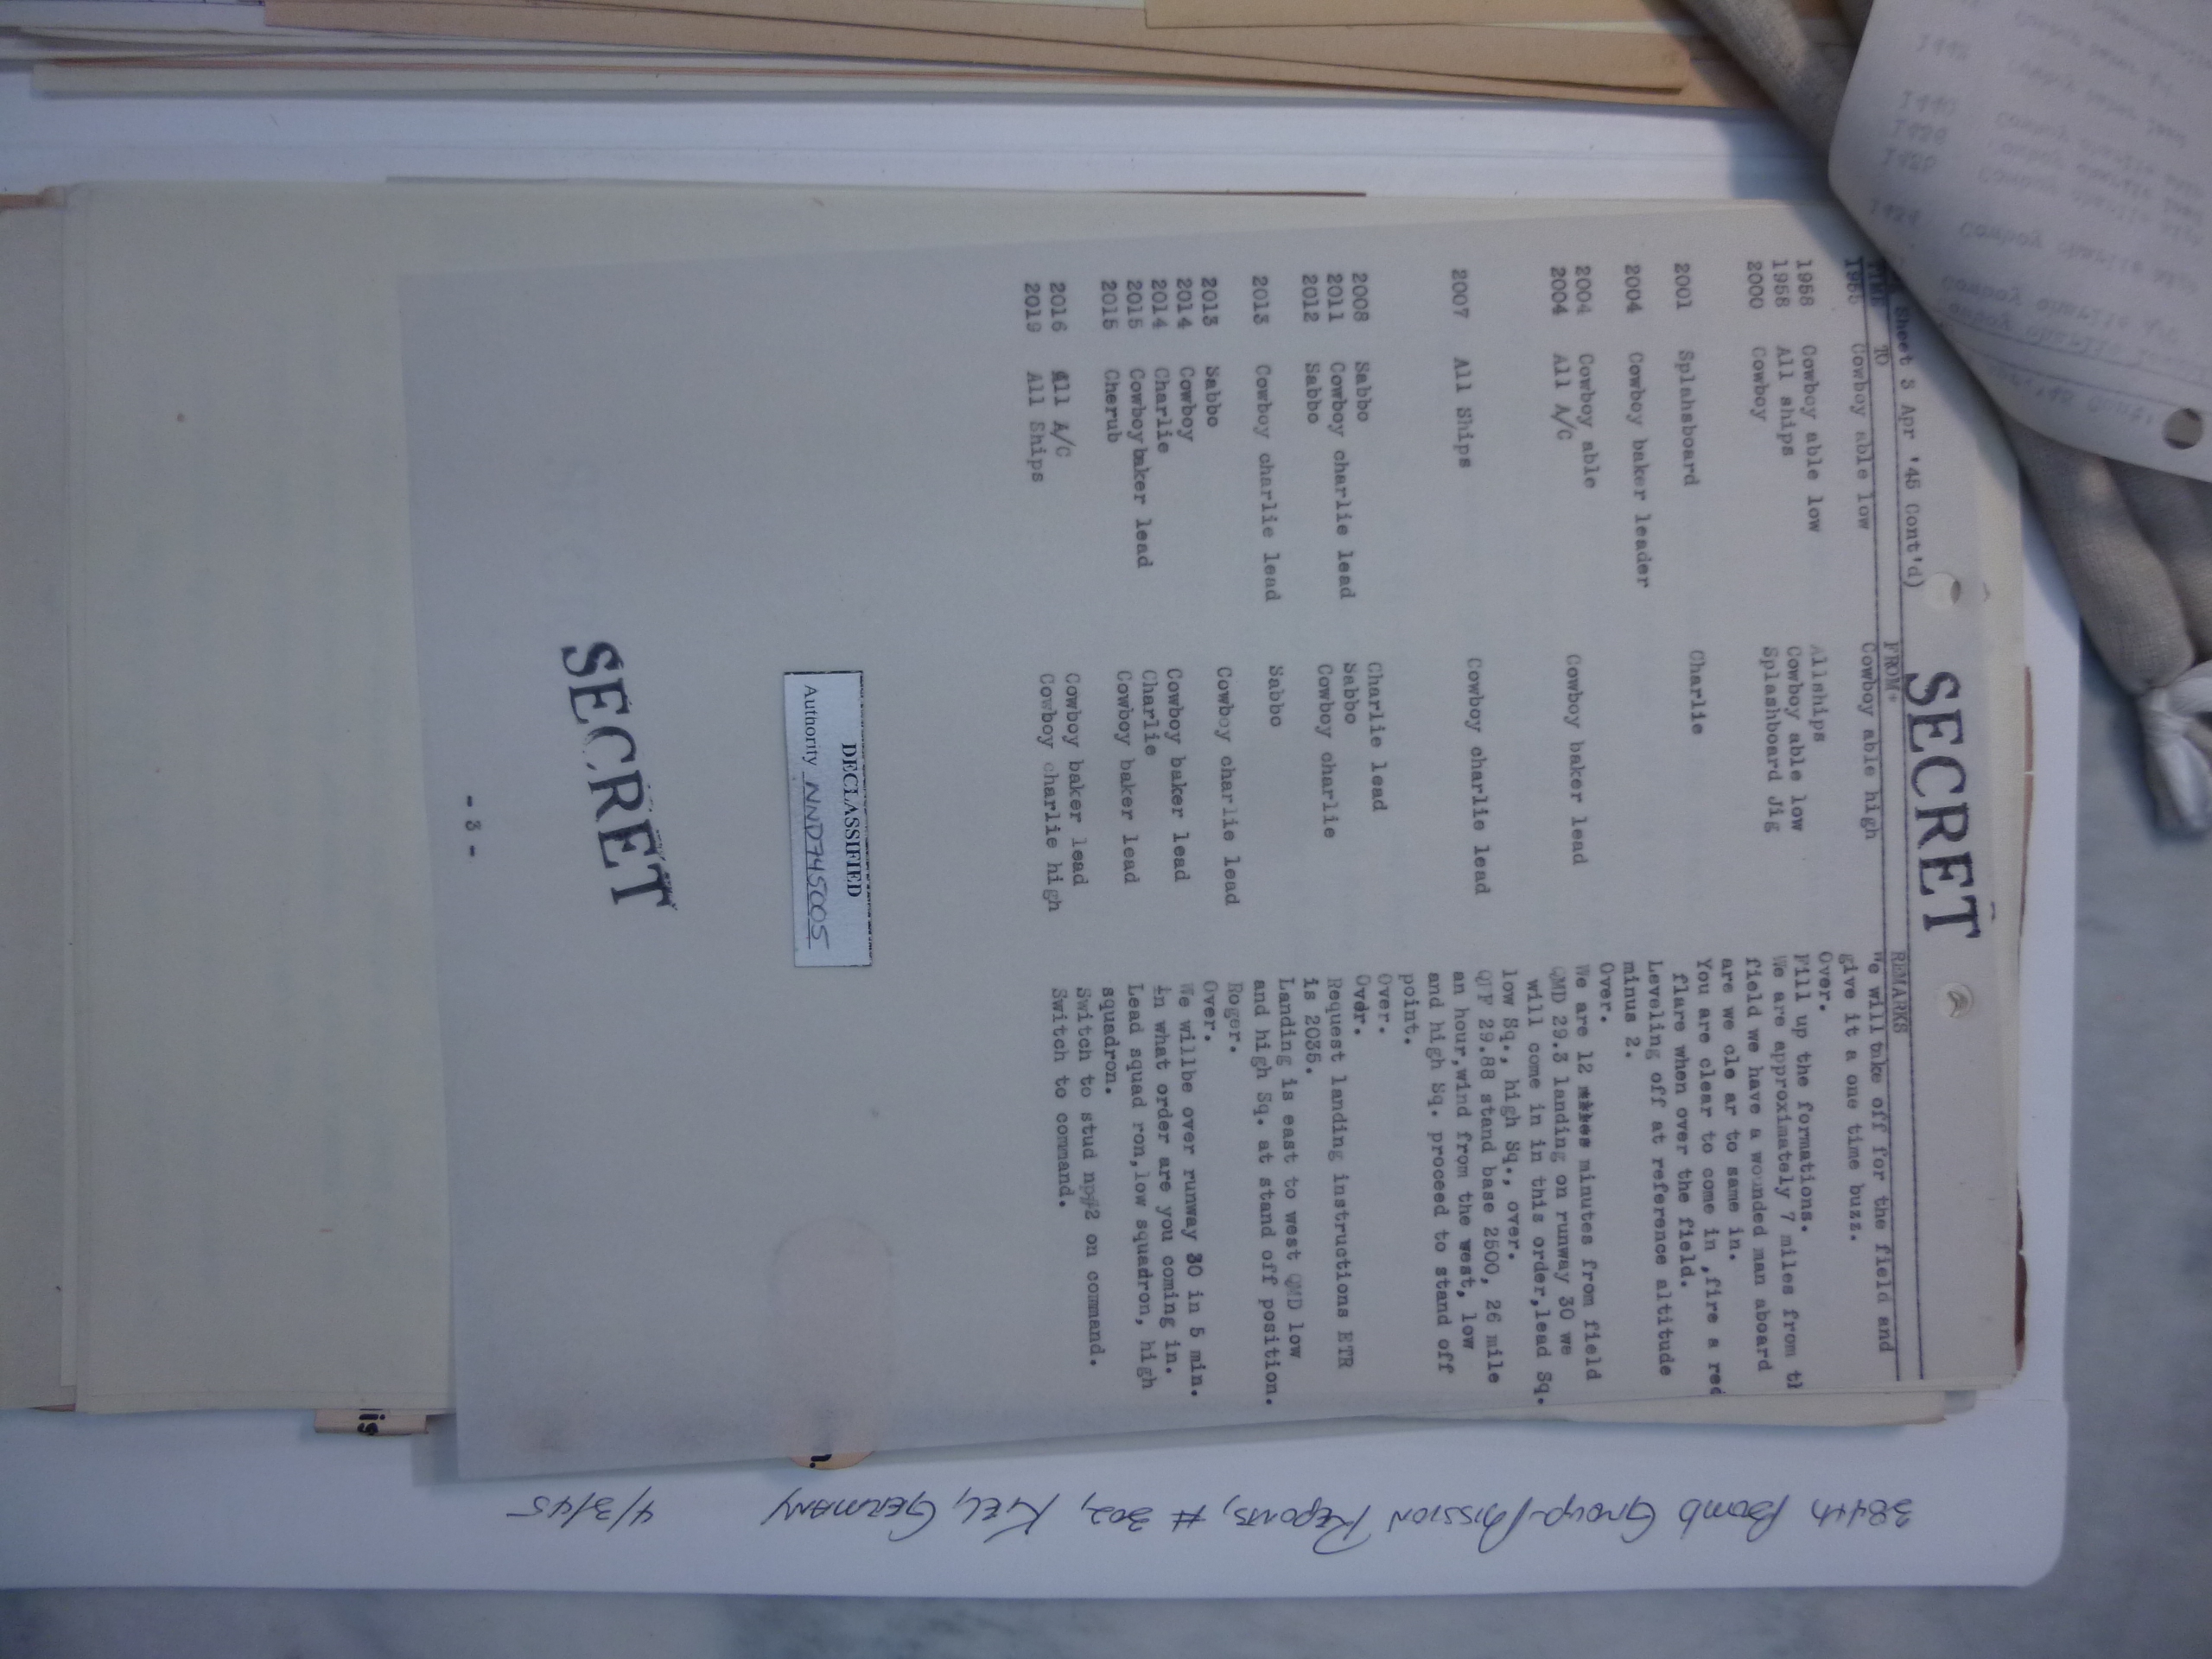 Sheet 3 Apr '45 Cont'd)
SECRET
TIME TO FROM REMARKS
1955 Cowboy able low Cowboy able high We will take off for the field and
give it a one time buzz.
1958 Cowboy able low Allships Over.
1958 All ships Cowboy able low Fill up the formations.
2000 Cowboy Splashboard Jig We are approximately 7 miles from th
field we have a wounded man aboard
are we cle ar to same in.
2001 Splahsboard Charlie You are clear to come in ,fire a red
flare when over the field.
2004 Cowboy baker leader Leveling off at reference altitude
minus 2.
2004 Cowboy able Over.
2004 All A/C Cowboy baker lead We are 12 minutes from field
QMD 29.3 landing on runway 30 we
will come in in this order,lead Sq.
low Sq., high Sq., over.
2007 All Ships Cowboy charlie lead QFF 29.88 stand base 2500, 26 mile
an hour,wind from the west, low
and high Sq. proceed to stand off
point.
2008 Sabbo Charlie lead Over.
2011 Cowboy charlie lead Sabbo Over.
2012 Sabbo Cowboy charlie Request landing instructions ETR
is 2035.
2013 Cowboy charlie lead Sabbo Landing is east to west QMD low
and high Sq. at stand off position.
2013 Sabbo Cowboy charlie lead Roger.
2014 Cowboy Over.
2014 Charlie Cowboy baker lead We willbe over runway 30 in 5 min.
2015 Cowboy baker lead Charlie in what order are you coming in.
2015 Cherub Cowboy baker lead Lead squad ron,low squadron, high
squadron.
2016 All A/C Cowboy baker lead Switch to stud np#2 on command.
2019 All Ships Cowboy charlie high Switch to command.
DECLASSIFIED
Authority NND745005
SECRET
- 3 -
384th Bomb Group-Mission Reports, # 302, Kiel, Germany 4/3/45